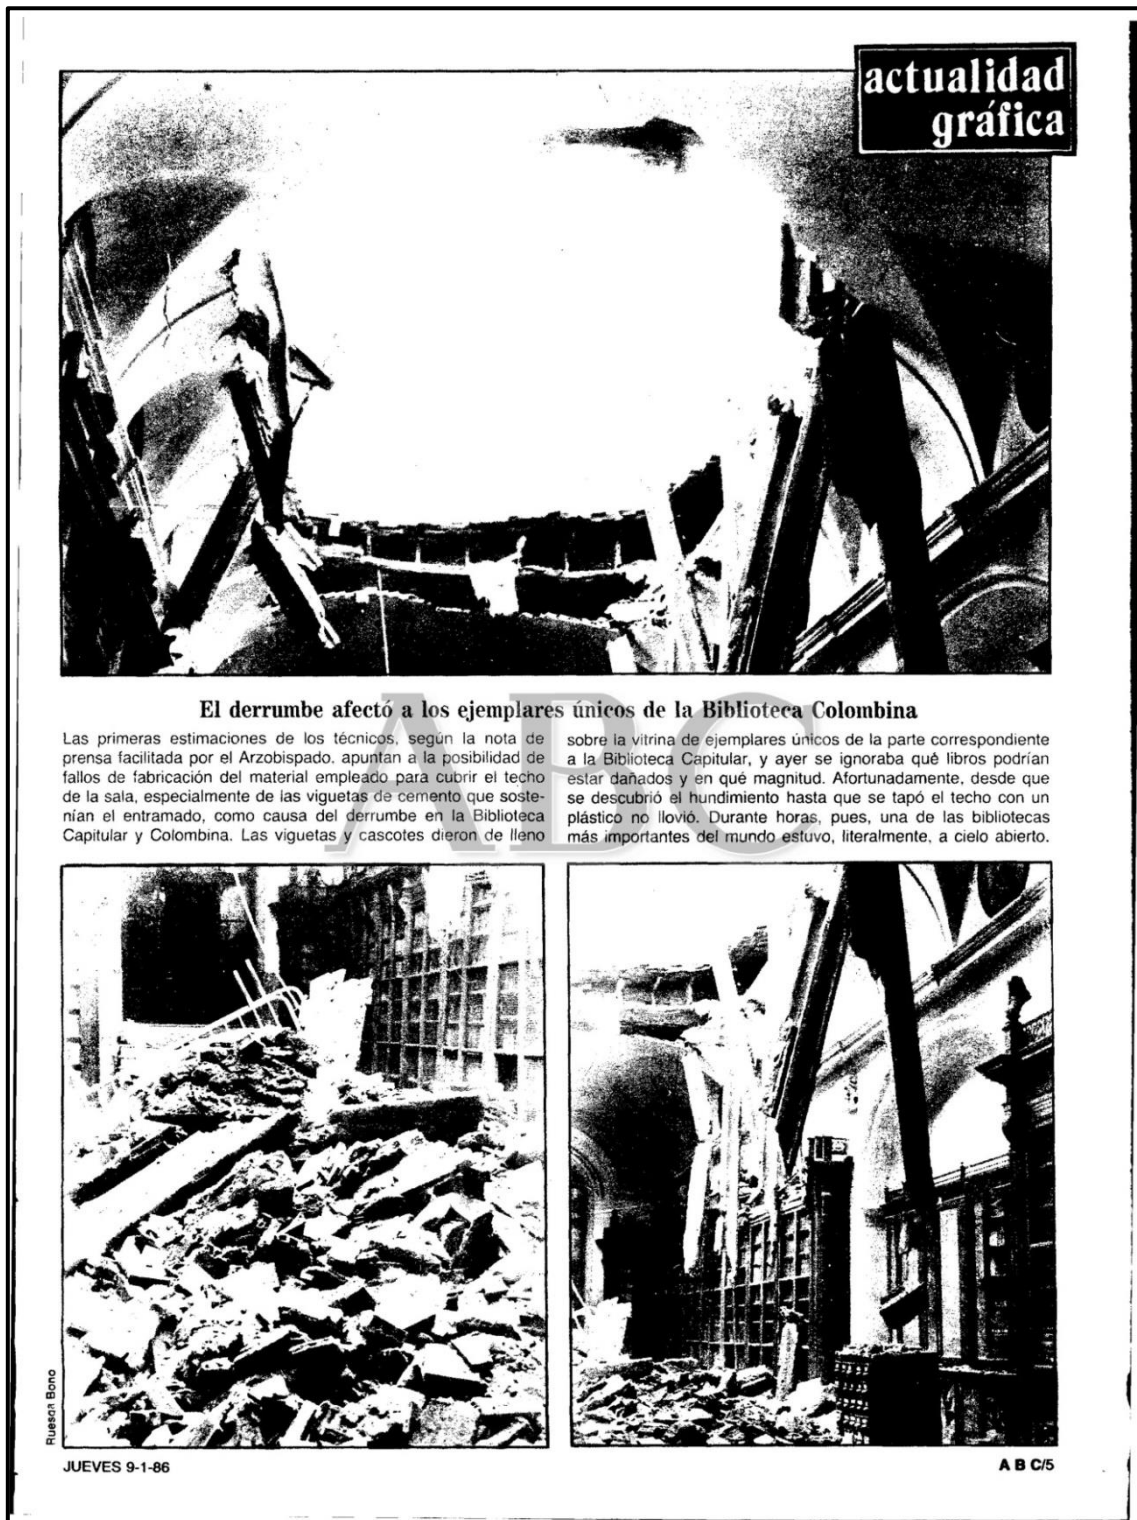 actualidad
gráfica
El derrumbe afectó a los ejemplares únicos de la Biblioteca Colombina
Las primeras estimaciones de los técnicos, según la nota de
prensa facilitada por el Arzobispado, apuntan a la posibilidad de
fallos de fabricación del material empleado para cubrir el techo
de la sala, especialmente de las viguetas de cemento que soste-
nían el entramado, como causa del derrumbe en la Biblioteca
Capitular y Colombina. Las viguetas y cascotes dieron de lleno
sobre la vitrina de ejemplares únicos de la parte correspondiente
a la Biblioteca Capitular, y ayer se ignoraba qué libros podrían
estar dañados y en qué magnitud. Afortunadamente, desde que
se descubrió el hundimiento hasta que se tapó el techo con un
plástico no llovió. Durante horas, pues, una de las bibliotecas
más importantes del mundo estuvo, literalmente, a cielo abierto.
ABC
Ruesga Bono
JUEVES 9-1-86
A B C/5